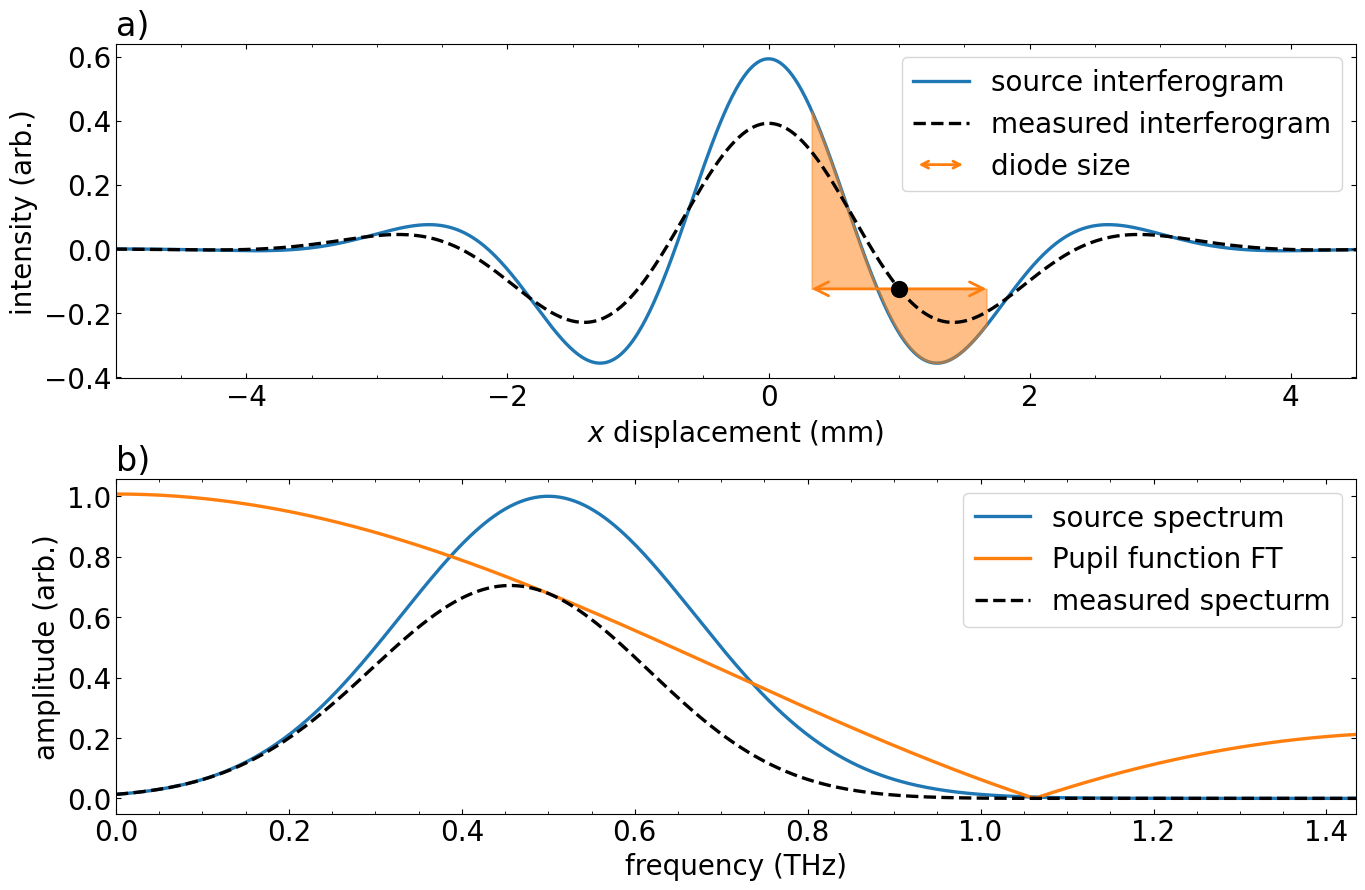 a)
intensity (arb.)
0.6
0.4
0.2
0.0
−0.2
−0.4
source interferogram
measured interferogram
diode size
−4
−2
0
2
4
x displacement (mm)
b)
amplitude (arb.)
1.0
0.8
0.6
0.4
0.2
0.0
source spectrum
Pupil function FT
measured specturm
0.0
0.2
0.4
0.6
0.8
1.0
1.2
1.4
frequency (THz)